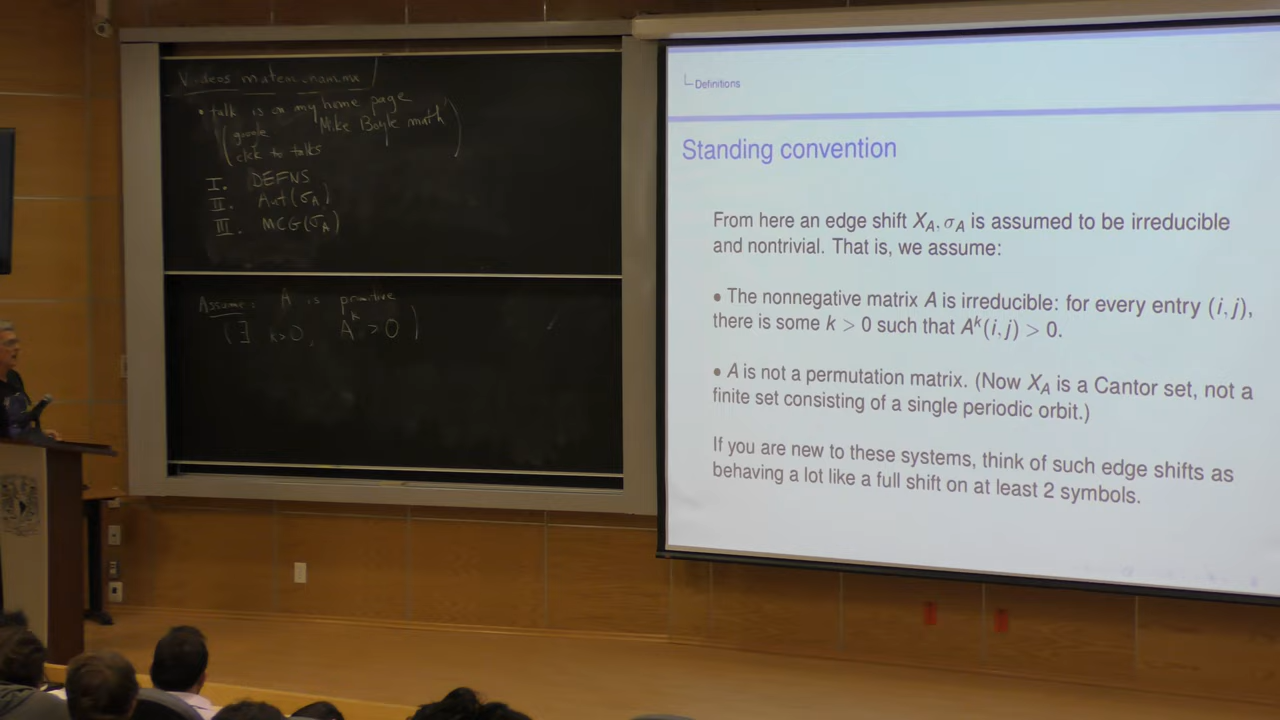 Videos matem.unam.mx/
• talk is on my home page
(google Mike Boyle math)
click to talks
I. DEFNS
II. Aut(σ_A)
III. MCG(σ_A)
Assume: A is primitive
(∃ k>0, A^k >0)
Definitions
Standing convention
From here an edge shift X_A, σ_A is assumed to be irreducible
and nontrivial. That is, we assume:
• The nonnegative matrix A is irreducible: for every entry (i, j),
there is some k > 0 such that A^k(i, j) > 0.
• A is not a permutation matrix. (Now X_A is a Cantor set, not a
finite set consisting of a single periodic orbit.)
If you are new to these systems, think of such edge shifts as
behaving a lot like a full shift on at least 2 symbols.